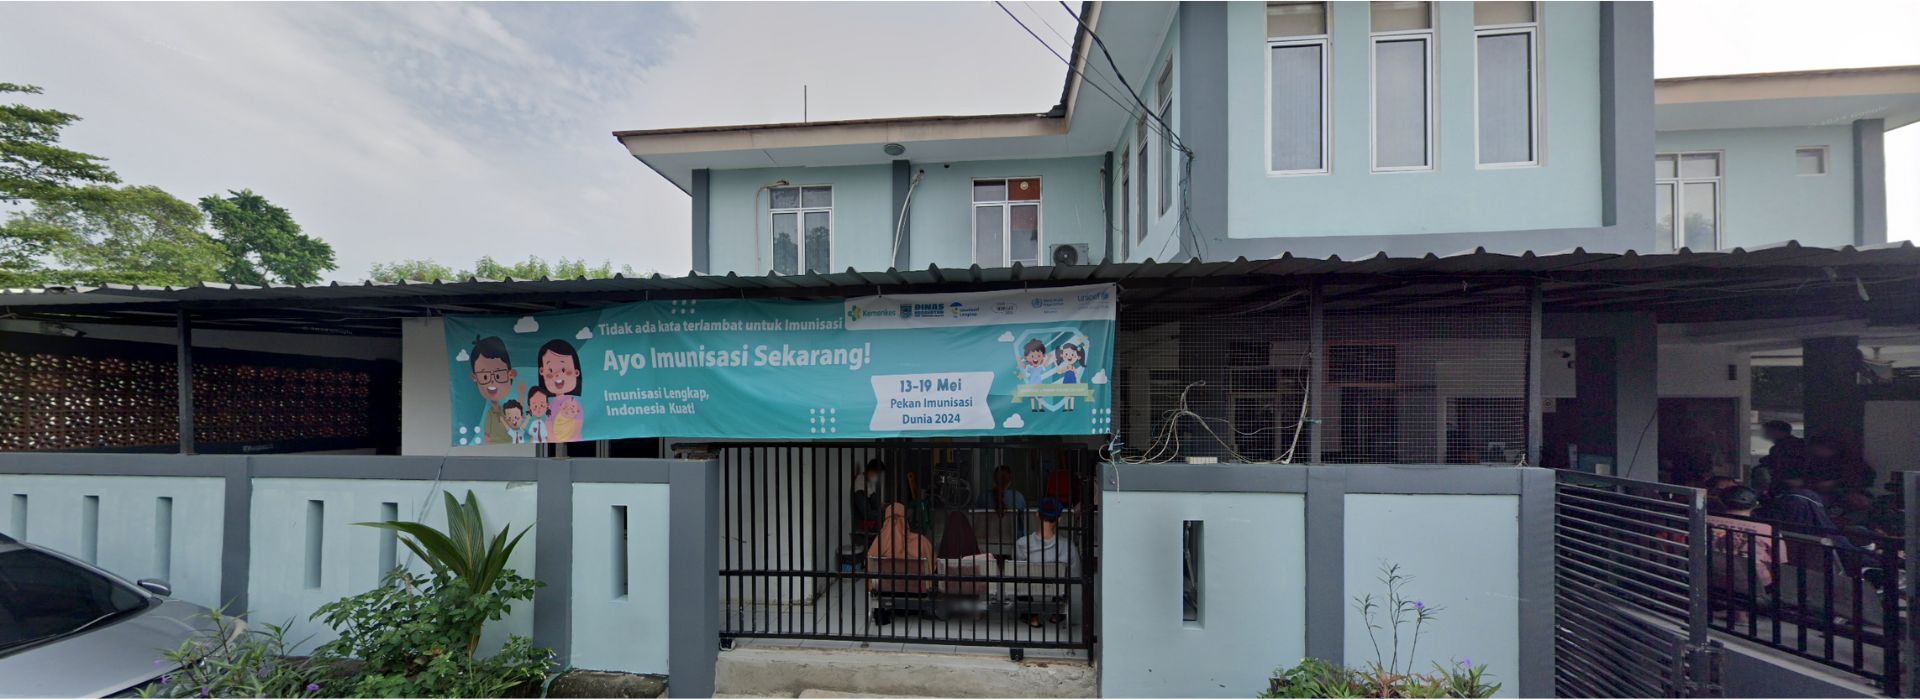 Tidak ada kata terlambat untuk Imunisasi
Ayo Imunisasi Sekarang!
Imunisasi Lengkap,
Indonesia Kuat!
Kemenkes
DINAS
KESEHATAN
unicef
13-19 Mei
Pekan Imunisasi
Dunia 2024